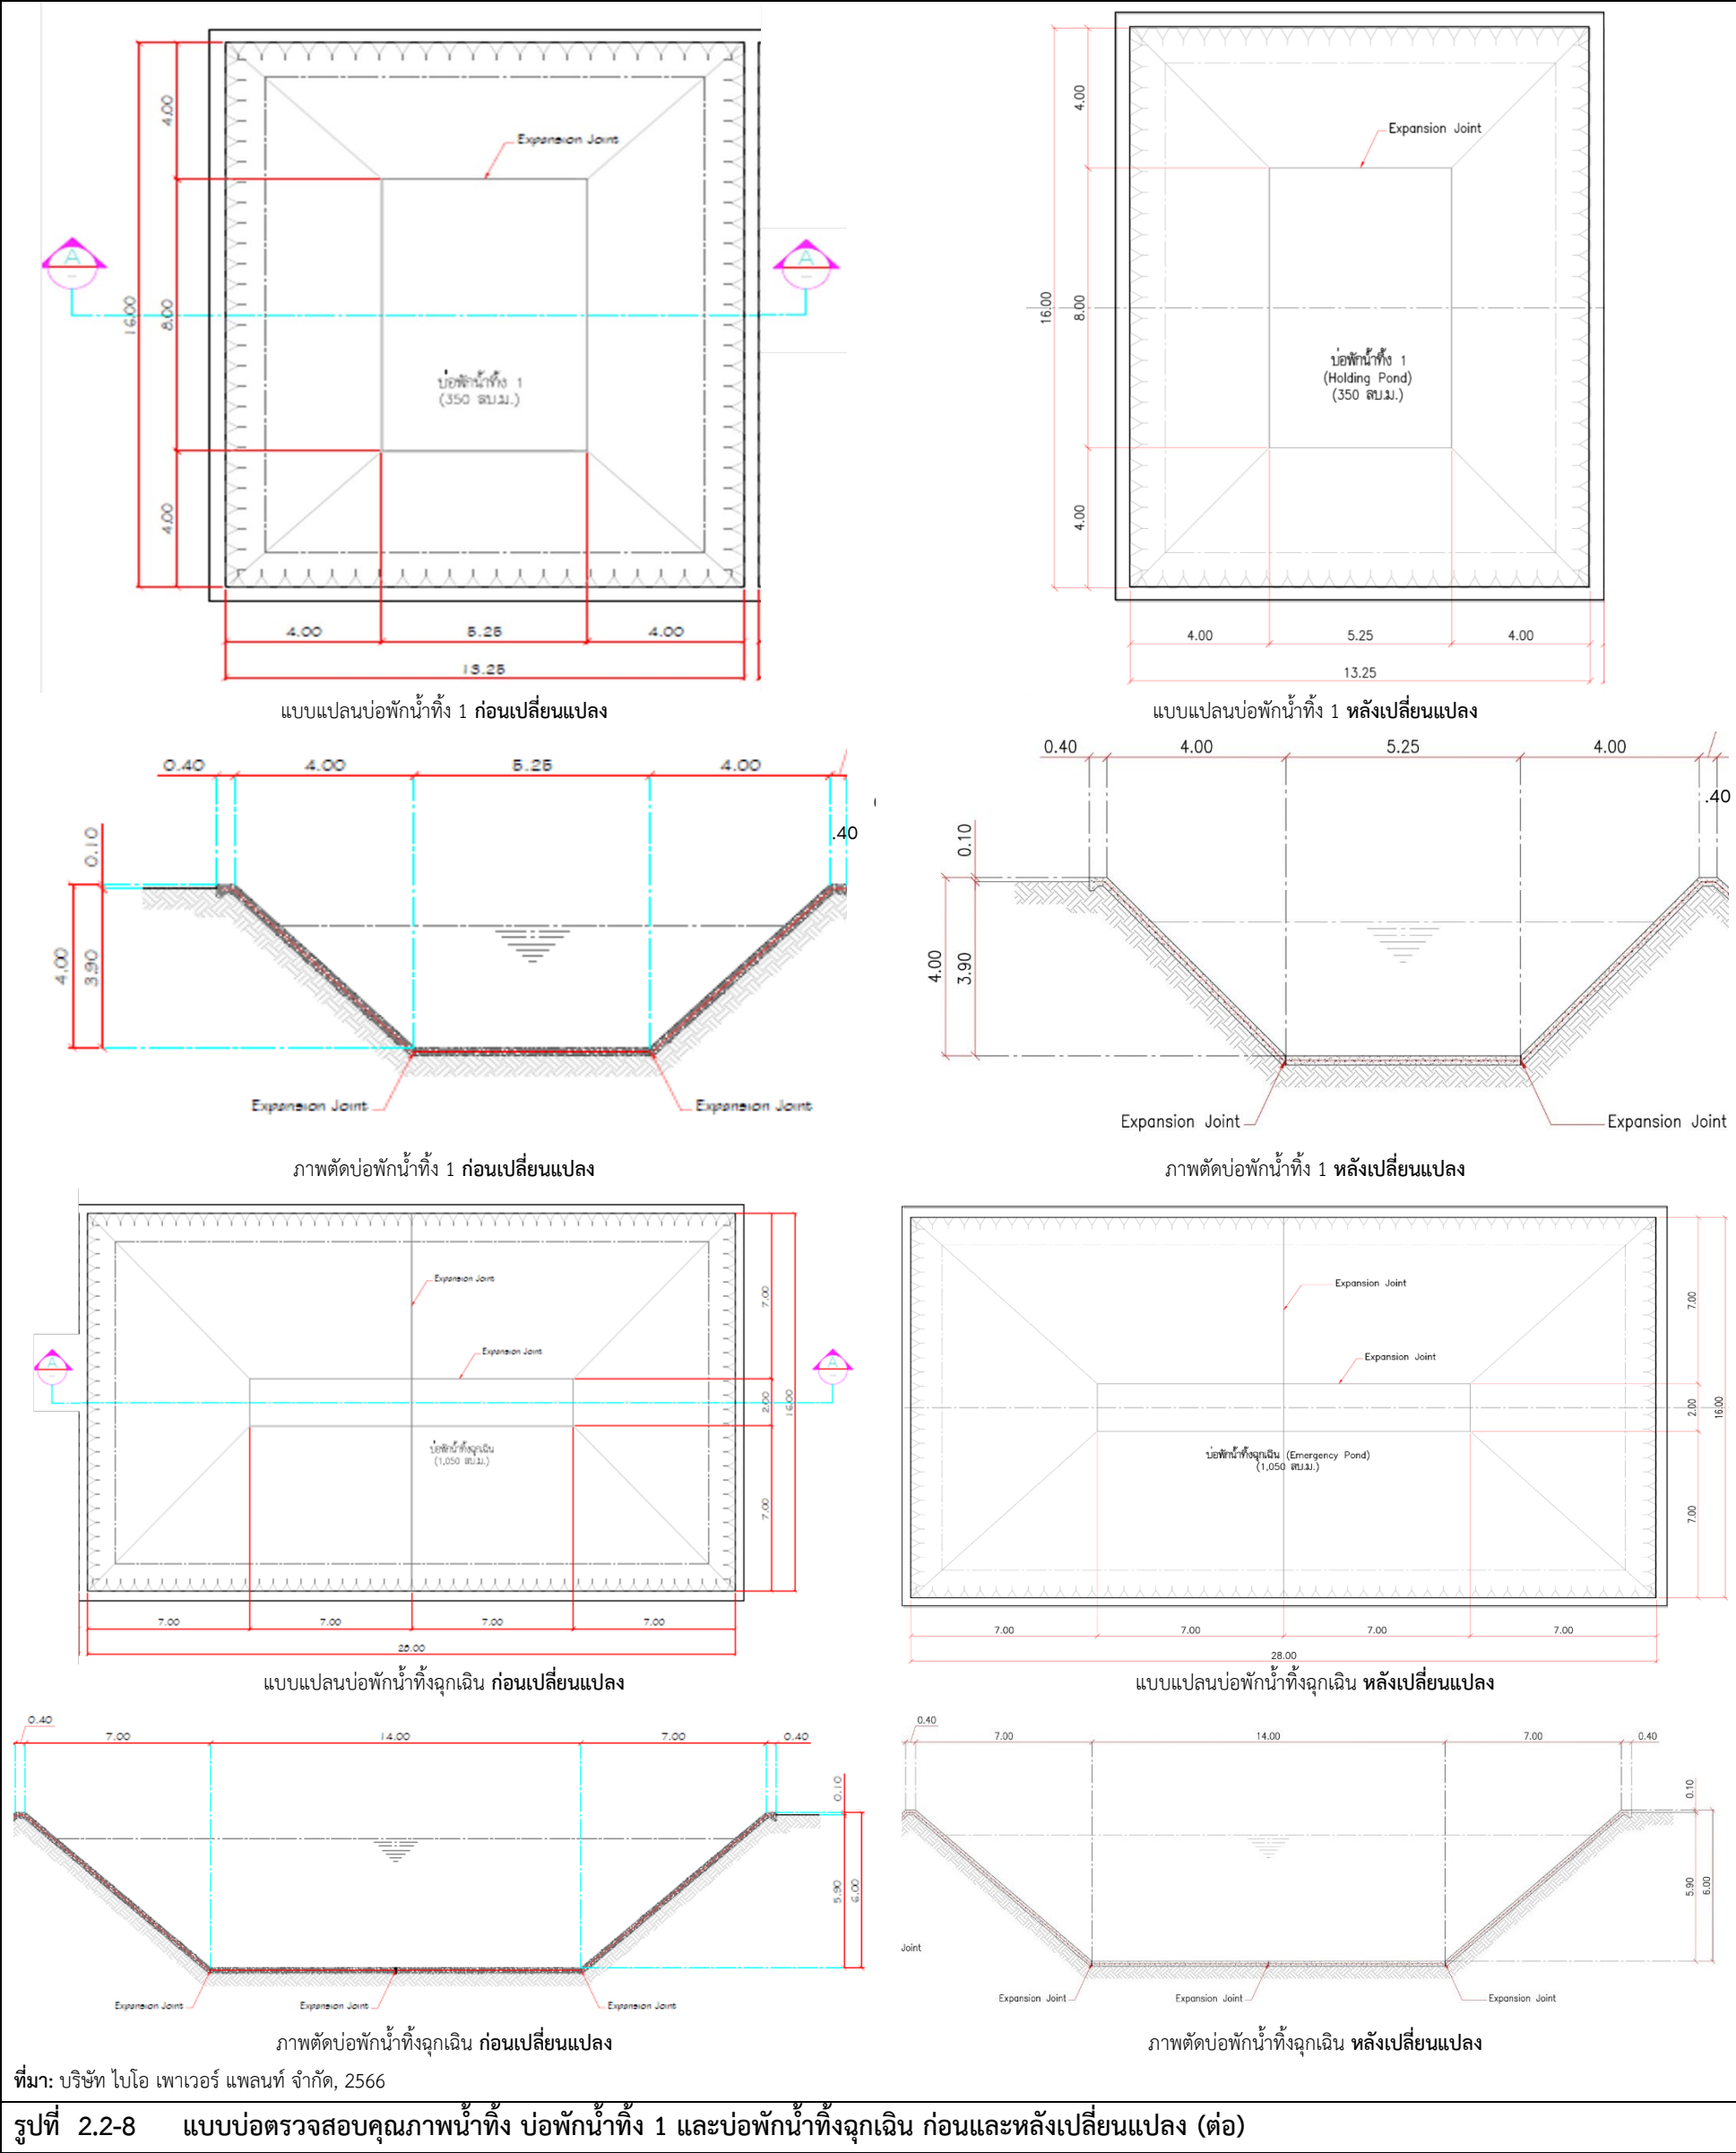 4.00
8.00
4.00
16.00
Expansion Joint
A
A
บ่อพักน้ำทิ้ง 1
(350 ลบ.ม.)
4.00 5.25 4.00
13.25
แบบแปลนบ่อพักน้ำทิ้ง 1 ก่อนเปลี่ยนแปลง
4.00
8.00
4.00
16.00
Expansion Joint
บ่อพักน้ำทิ้ง 1
(Holding Pond)
(350 ลบ.ม.)
4.00 5.25 4.00
13.25
แบบแปลนบ่อพักน้ำทิ้ง 1 หลังเปลี่ยนแปลง
0.40 4.00 5.25 4.00
.40
0.10
4.00
3.90
Expansion Joint Expansion Joint
ภาพตัดบ่อพักน้ำทิ้ง 1 ก่อนเปลี่ยนแปลง
0.40 4.00 5.25 4.00
.40
0.10
4.00
3.90
Expansion Joint Expansion Joint
ภาพตัดบ่อพักน้ำทิ้ง 1 หลังเปลี่ยนแปลง
Expansion Joint
Expansion Joint
A
A
7.00
2.00
7.00
16.00
บ่อพักน้ำทิ้งฉุกเฉิน
(1,050 ลบ.ม.)
7.00 7.00 7.00 7.00
28.00
แบบแปลนบ่อพักน้ำทิ้งฉุกเฉิน ก่อนเปลี่ยนแปลง
Expansion Joint
Expansion Joint
7.00
2.00
7.00
16.00
บ่อพักน้ำทิ้งฉุกเฉิน (Emergency Pond)
(1,050 ลบ.ม.)
7.00 7.00 7.00 7.00
28.00
แบบแปลนบ่อพักน้ำทิ้งฉุกเฉิน หลังเปลี่ยนแปลง
0.40 7.00 14.00 7.00 0.40
0.10
5.90
6.00
Expansion Joint Expansion Joint Expansion Joint
ภาพตัดบ่อพักน้ำทิ้งฉุกเฉิน ก่อนเปลี่ยนแปลง
0.40 7.00 14.00 7.00 0.40
0.10
5.90
6.00
Joint
Expansion Joint Expansion Joint Expansion Joint
ภาพตัดบ่อพักน้ำทิ้งฉุกเฉิน หลังเปลี่ยนแปลง
ที่มา: บริษัท ไบโอ เพาเวอร์ แพลนท์ จำกัด, 2566
รูปที่ 2.2-8 แบบบ่อตรวจสอบคุณภาพน้ำทิ้ง บ่อพักน้ำทิ้ง 1 และบ่อพักน้ำทิ้งฉุกเฉิน ก่อนและหลังเปลี่ยนแปลง (ต่อ)